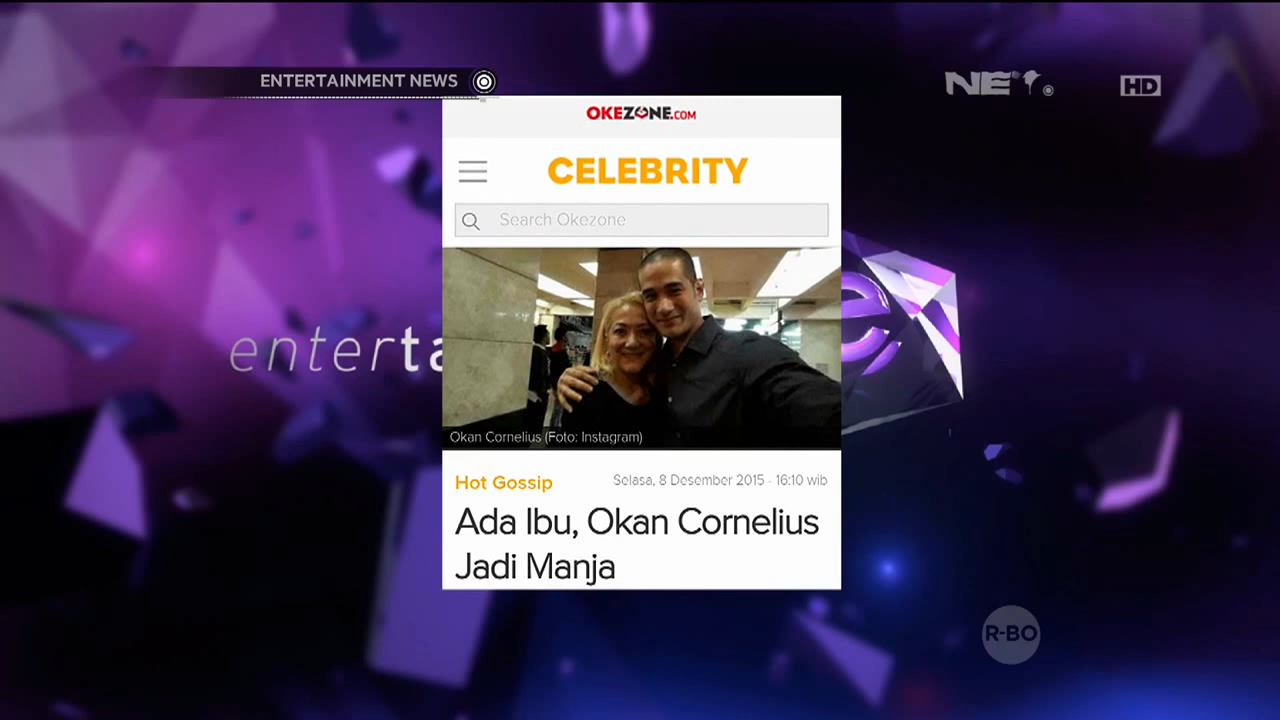 ENTERTAINMENT NEWS
NET.
HD
OKEZONE.COM
CELEBRITY
Search Okezone
enterta
e
Okan Cornelius (Foto: Instagram)
Hot Gossip
Selasa, 8 Desember 2015 - 16:10 wib
Ada Ibu, Okan Cornelius
Jadi Manja
R-BO